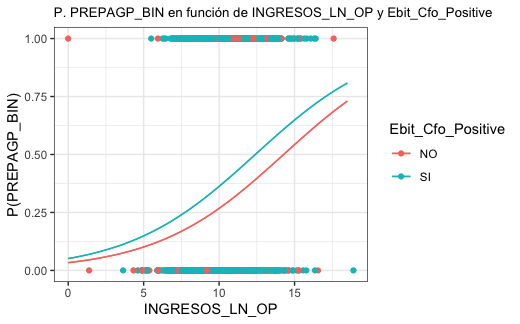 P. PREPAGP_BIN en función de INGRESOS_LN_OP y Ebit_Cfo_Positive
1.00
0.75
0.50
0.25
0.00
P(PREPAGP_BIN)
0
5
10
15
INGRESOS_LN_OP
Ebit_Cfo_Positive
NO
SI